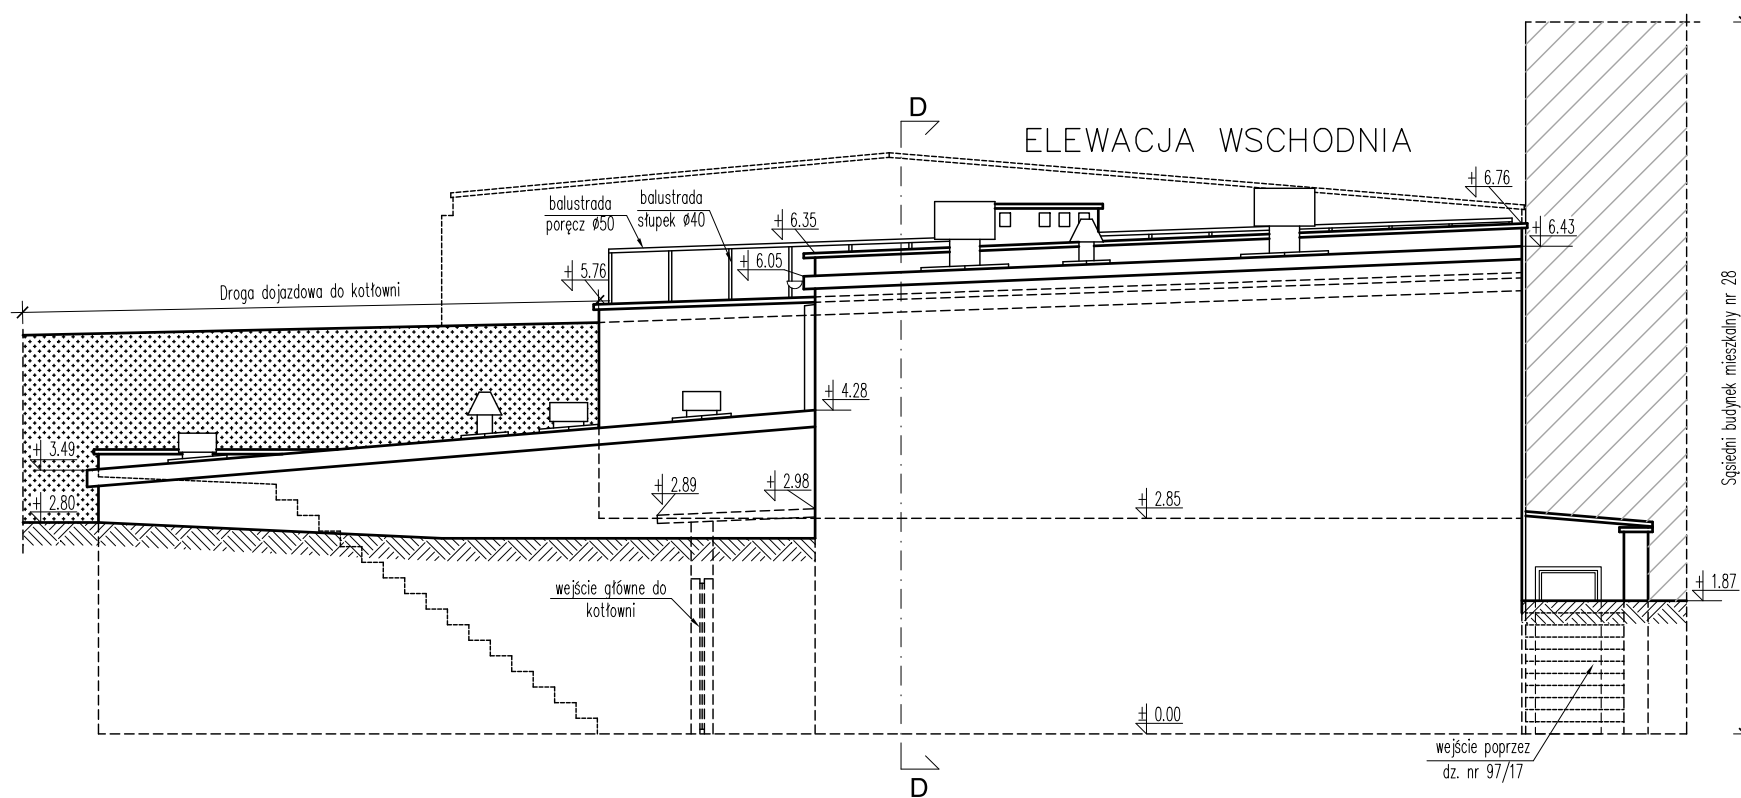 D
ELEWACJA WSCHODNIA
+ 6.76
balustrada
poręcz ø50
balustrada
słupek ø40
+ 6.35
+ 6.43
+ 6.05
+ 5.76
Droga dojazdowa do kotłowni
Sąsiedni budynek mieszkalny nr 28
+ 4.28
+ 3.49
+ 2.89
+ 2.98
+ 2.80
+ 2.85
wejście główne do
kotłowni
+ 1.87
± 0.00
wejście poprzez
dz. nr 97/17
D